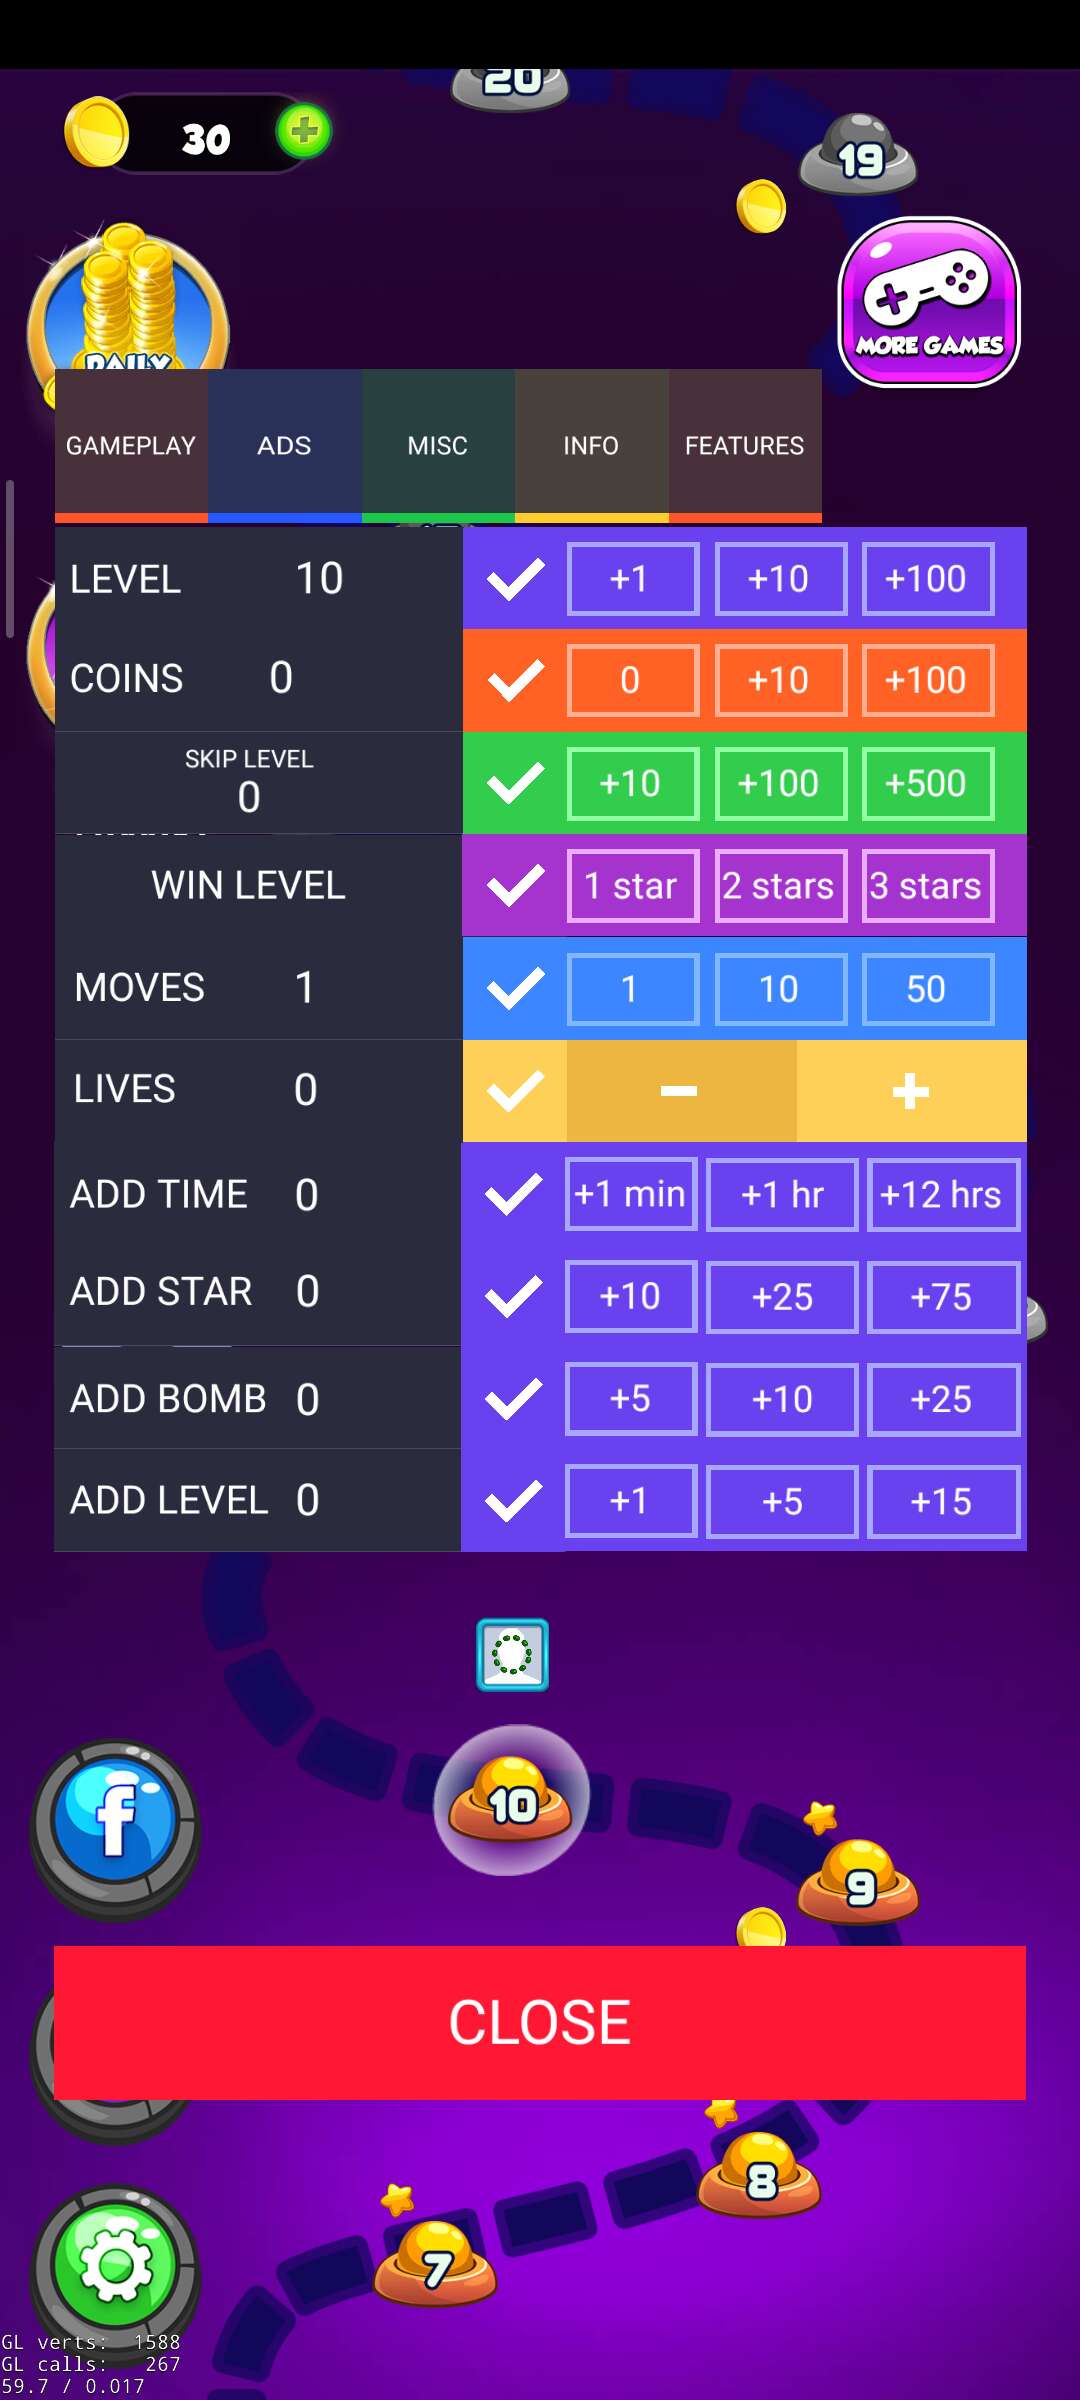 20
30
19
DAILY
MORE GAMES
GAMEPLAY ADS MISC INFO FEATURES
LEVEL 10 +1 +10 +100
COINS 0 0 +10 +100
SKIP LEVEL
0 +10 +100 +500
WIN LEVEL 1 star 2 stars 3 stars
MOVES 1 1 10 50
LIVES 0 - +
ADD TIME 0 +1 min +1 hr +12 hrs
ADD STAR 0 +10 +25 +75
ADD BOMB 0 +5 +10 +25
ADD LEVEL 0 +1 +5 +15
10
f
9
CLOSE
8
7
GL verts: 1588
GL calls: 267
59.7 / 0.017